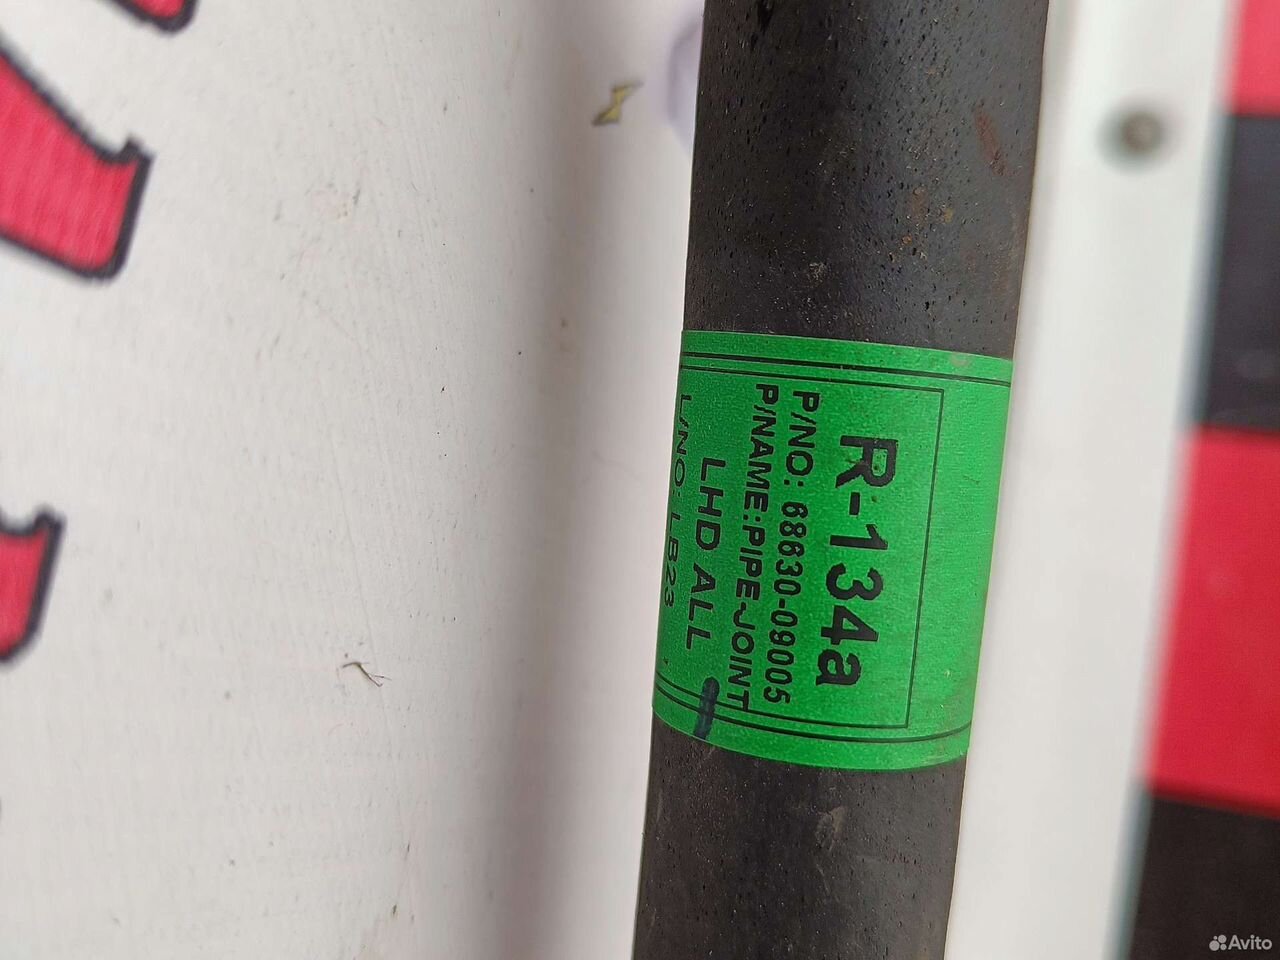 R-134a
P/NO: 68630-09005
P/NAME:PIPE-JOINT
LHD ALL
L/NO: LB23
Avito